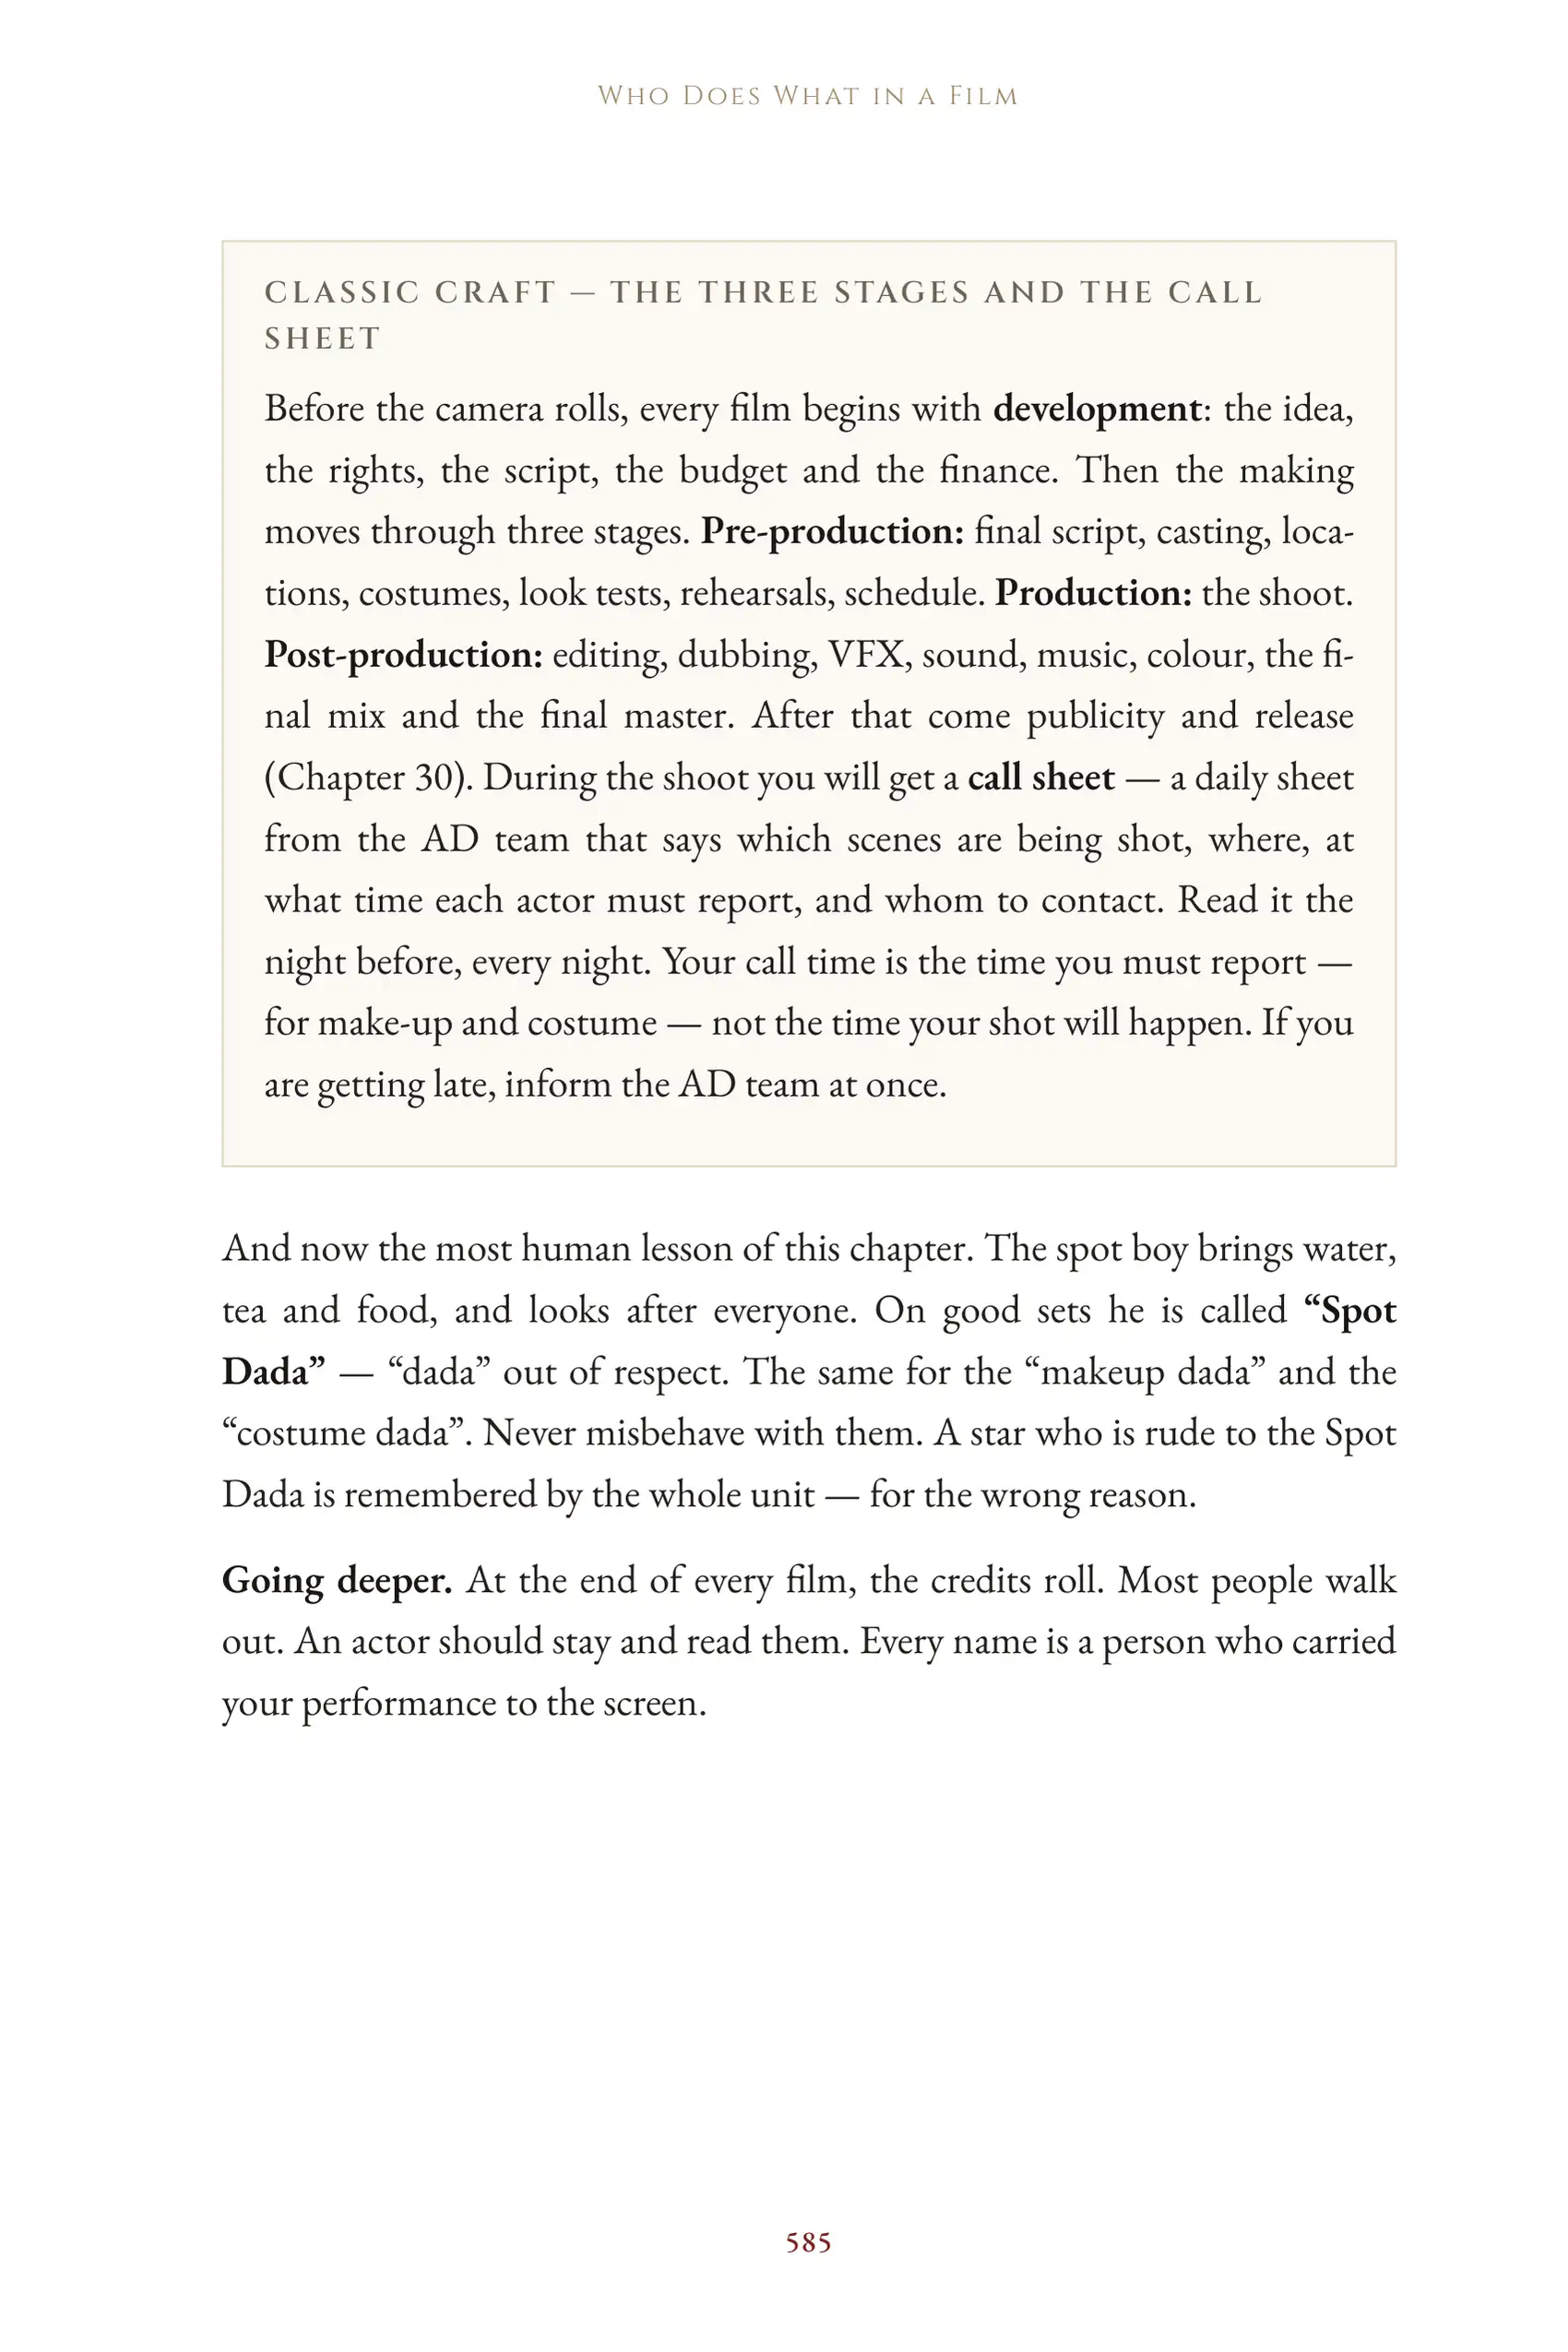 Who Does What in a Film
CLASSIC CRAFT — THE THREE STAGES AND THE CALL
SHEET
Before the camera rolls, every film begins with development: the idea,
the rights, the script, the budget and the finance. Then the making
moves through three stages. Pre-production: final script, casting, loca-
tions, costumes, look tests, rehearsals, schedule. Production: the shoot.
Post-production: editing, dubbing, VFX, sound, music, colour, the fi-
nal mix and the final master. After that come publicity and release
(Chapter 30). During the shoot you will get a call sheet — a daily sheet
from the AD team that says which scenes are being shot, where, at
what time each actor must report, and whom to contact. Read it the
night before, every night. Your call time is the time you must report —
for make-up and costume — not the time your shot will happen. If you
are getting late, inform the AD team at once.
And now the most human lesson of this chapter. The spot boy brings water,
tea and food, and looks after everyone. On good sets he is called “Spot
Dada” — “dada” out of respect. The same for the “makeup dada” and the
“costume dada”. Never misbehave with them. A star who is rude to the Spot
Dada is remembered by the whole unit — for the wrong reason.
Going deeper. At the end of every film, the credits roll. Most people walk
out. An actor should stay and read them. Every name is a person who carried
your performance to the screen.
585